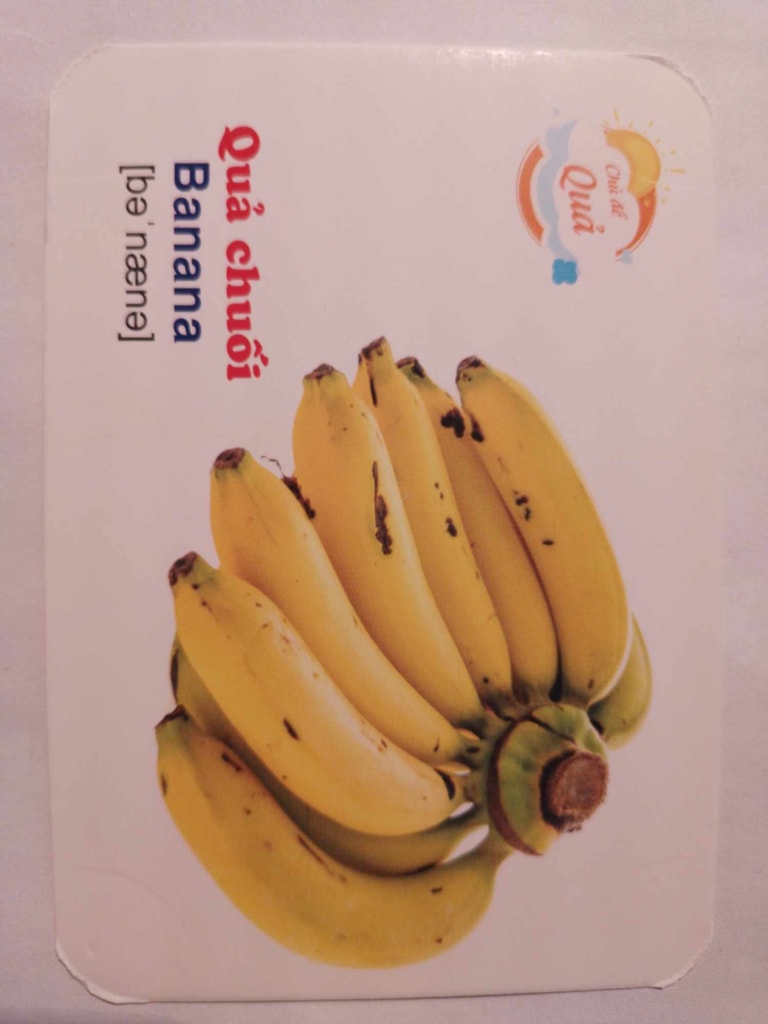 Chủ đề
Quả
Quả chuối
Banana
[bə'nænə]